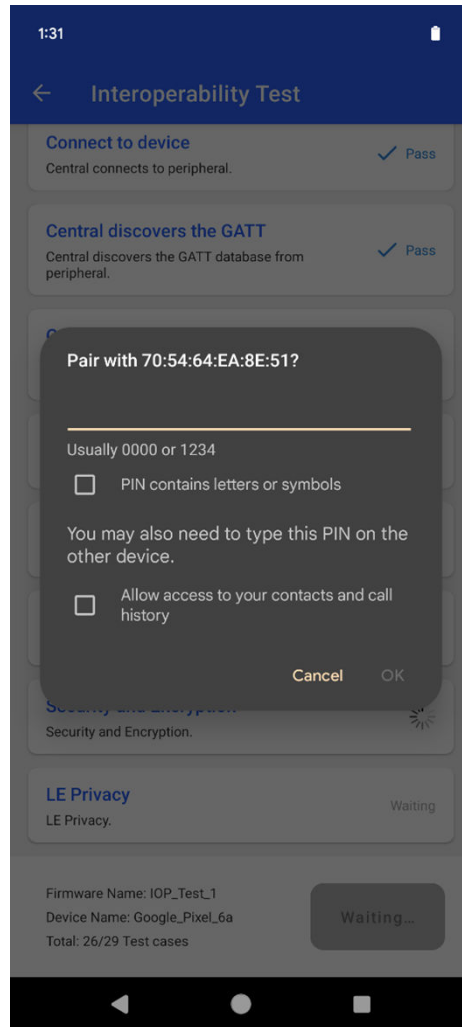 1:31
Interoperability Test
Connect to device
Central connects to peripheral.
Pass
Central discovers the GATT
Central discovers the GATT database from
peripheral.
Pass
Pair with 70:54:64:EA:8E:51?
Usually 0000 or 1234
PIN contains letters or symbols
You may also need to type this PIN on the
other device.
Allow access to your contacts and call
history
Cancel
OK
Security and Encryption
Security and Encryption.
LE Privacy
LE Privacy.
Waiting
Firmware Name: IOP_Test_1
Device Name: Google_Pixel_6a
Total: 26/29 Test cases
Waiting…